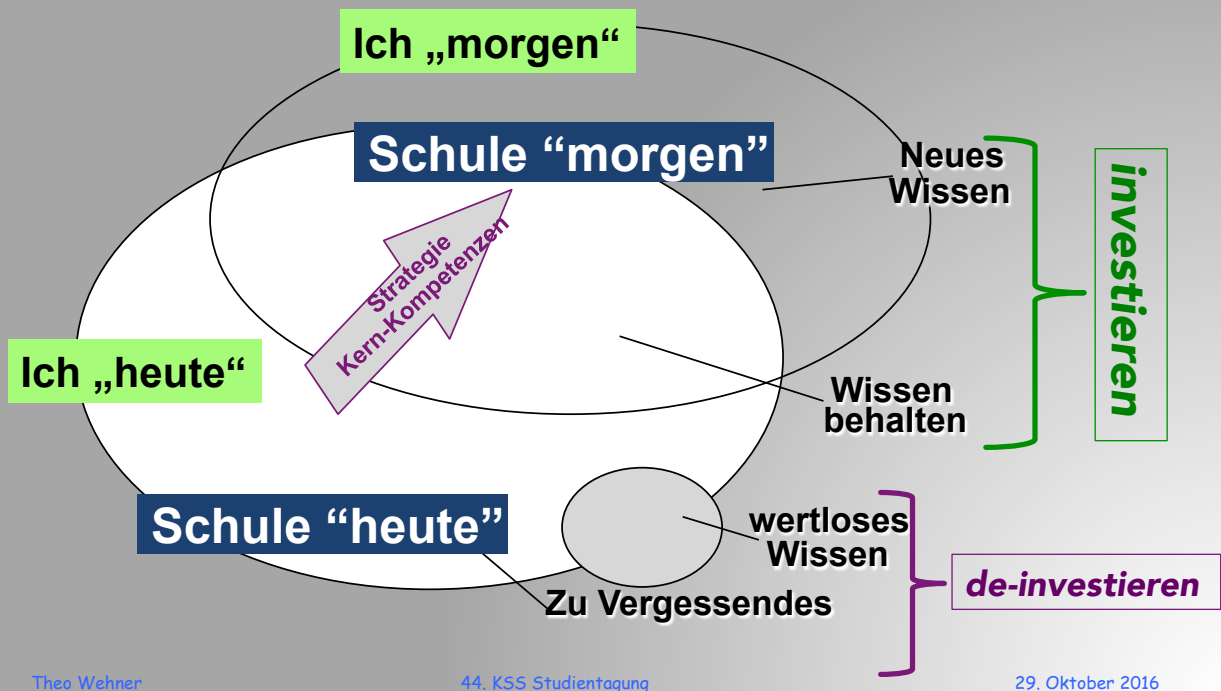 Ich „morgen“
Schule “morgen”
Neues
Wissen
investieren
Strategie
Kern-Kompetenzen
Ich „heute“
Wissen
behalten
Schule “heute”
wertloses
Wissen
de-investieren
Zu Vergessendes
Theo Wehner
44. KSS Studientagung
29. Oktober 2016